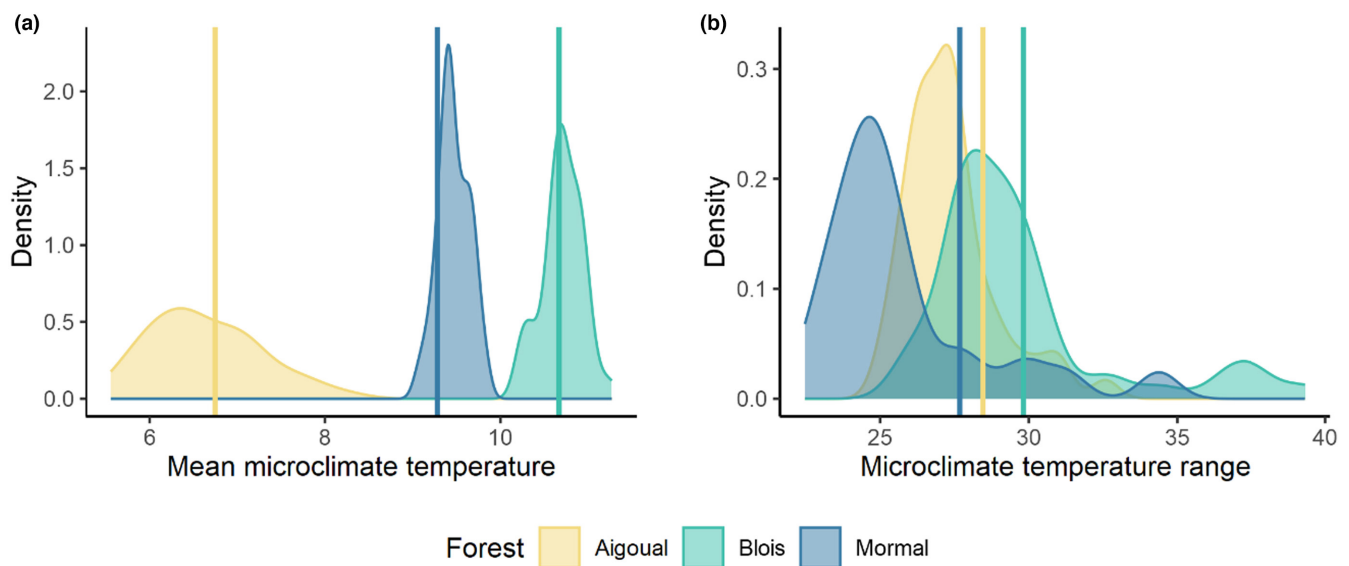 (a)
Density
2.0
1.5
1.0
0.5
0.0
6 8 10
Mean microclimate temperature
(b)
Density
0.3
0.2
0.1
0.0
25 30 35 40
Microclimate temperature range
Forest Aigoual Blois Mormal